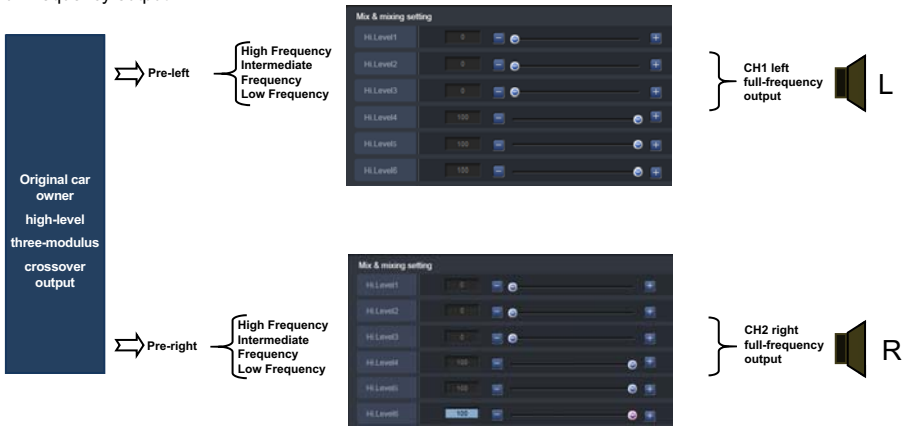 Mix & mixing setting
Hi.Level1 0
Hi.Level2 0
Hi.Level3 0
Hi.Level4 100
Hi.Level5 100
Hi.Level6 100
Pre-left
High Frequency
Intermediate
Frequency
Low Frequency
CH1 left
full-frequency
output
L
Original car
owner
high-level
three-modulus
crossover
output
Mix & mixing setting
Hi.Level1 0
Hi.Level2 0
Hi.Level3 0
Hi.Level4 100
Hi.Level5 100
Hi.Level6 100
Pre-right
High Frequency
Intermediate
Frequency
Low Frequency
CH2 right
full-frequency
output
R